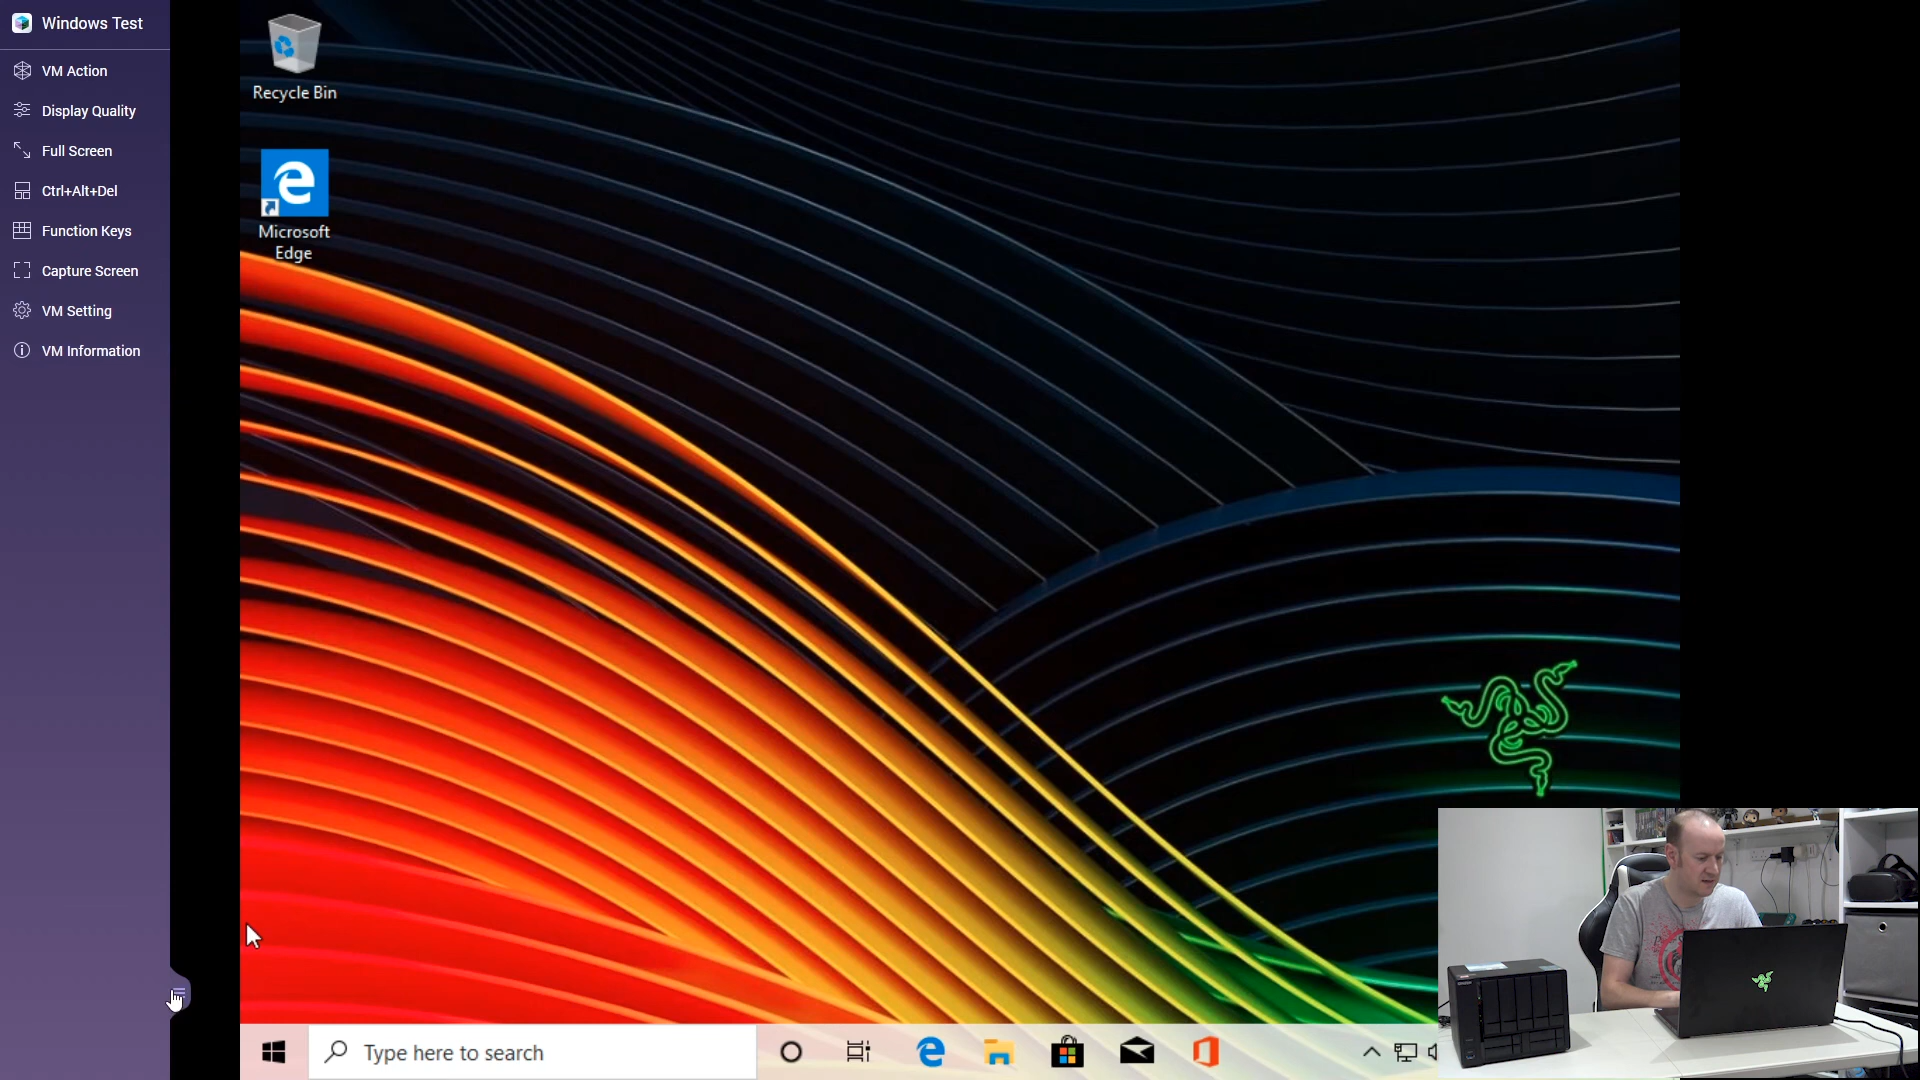 Windows Test
VM Action
Display Quality
Full Screen
Ctrl+Alt+Del
Function Keys
Capture Screen
VM Setting
VM Information
Recycle Bin
Microsoft
Edge
Type here to search